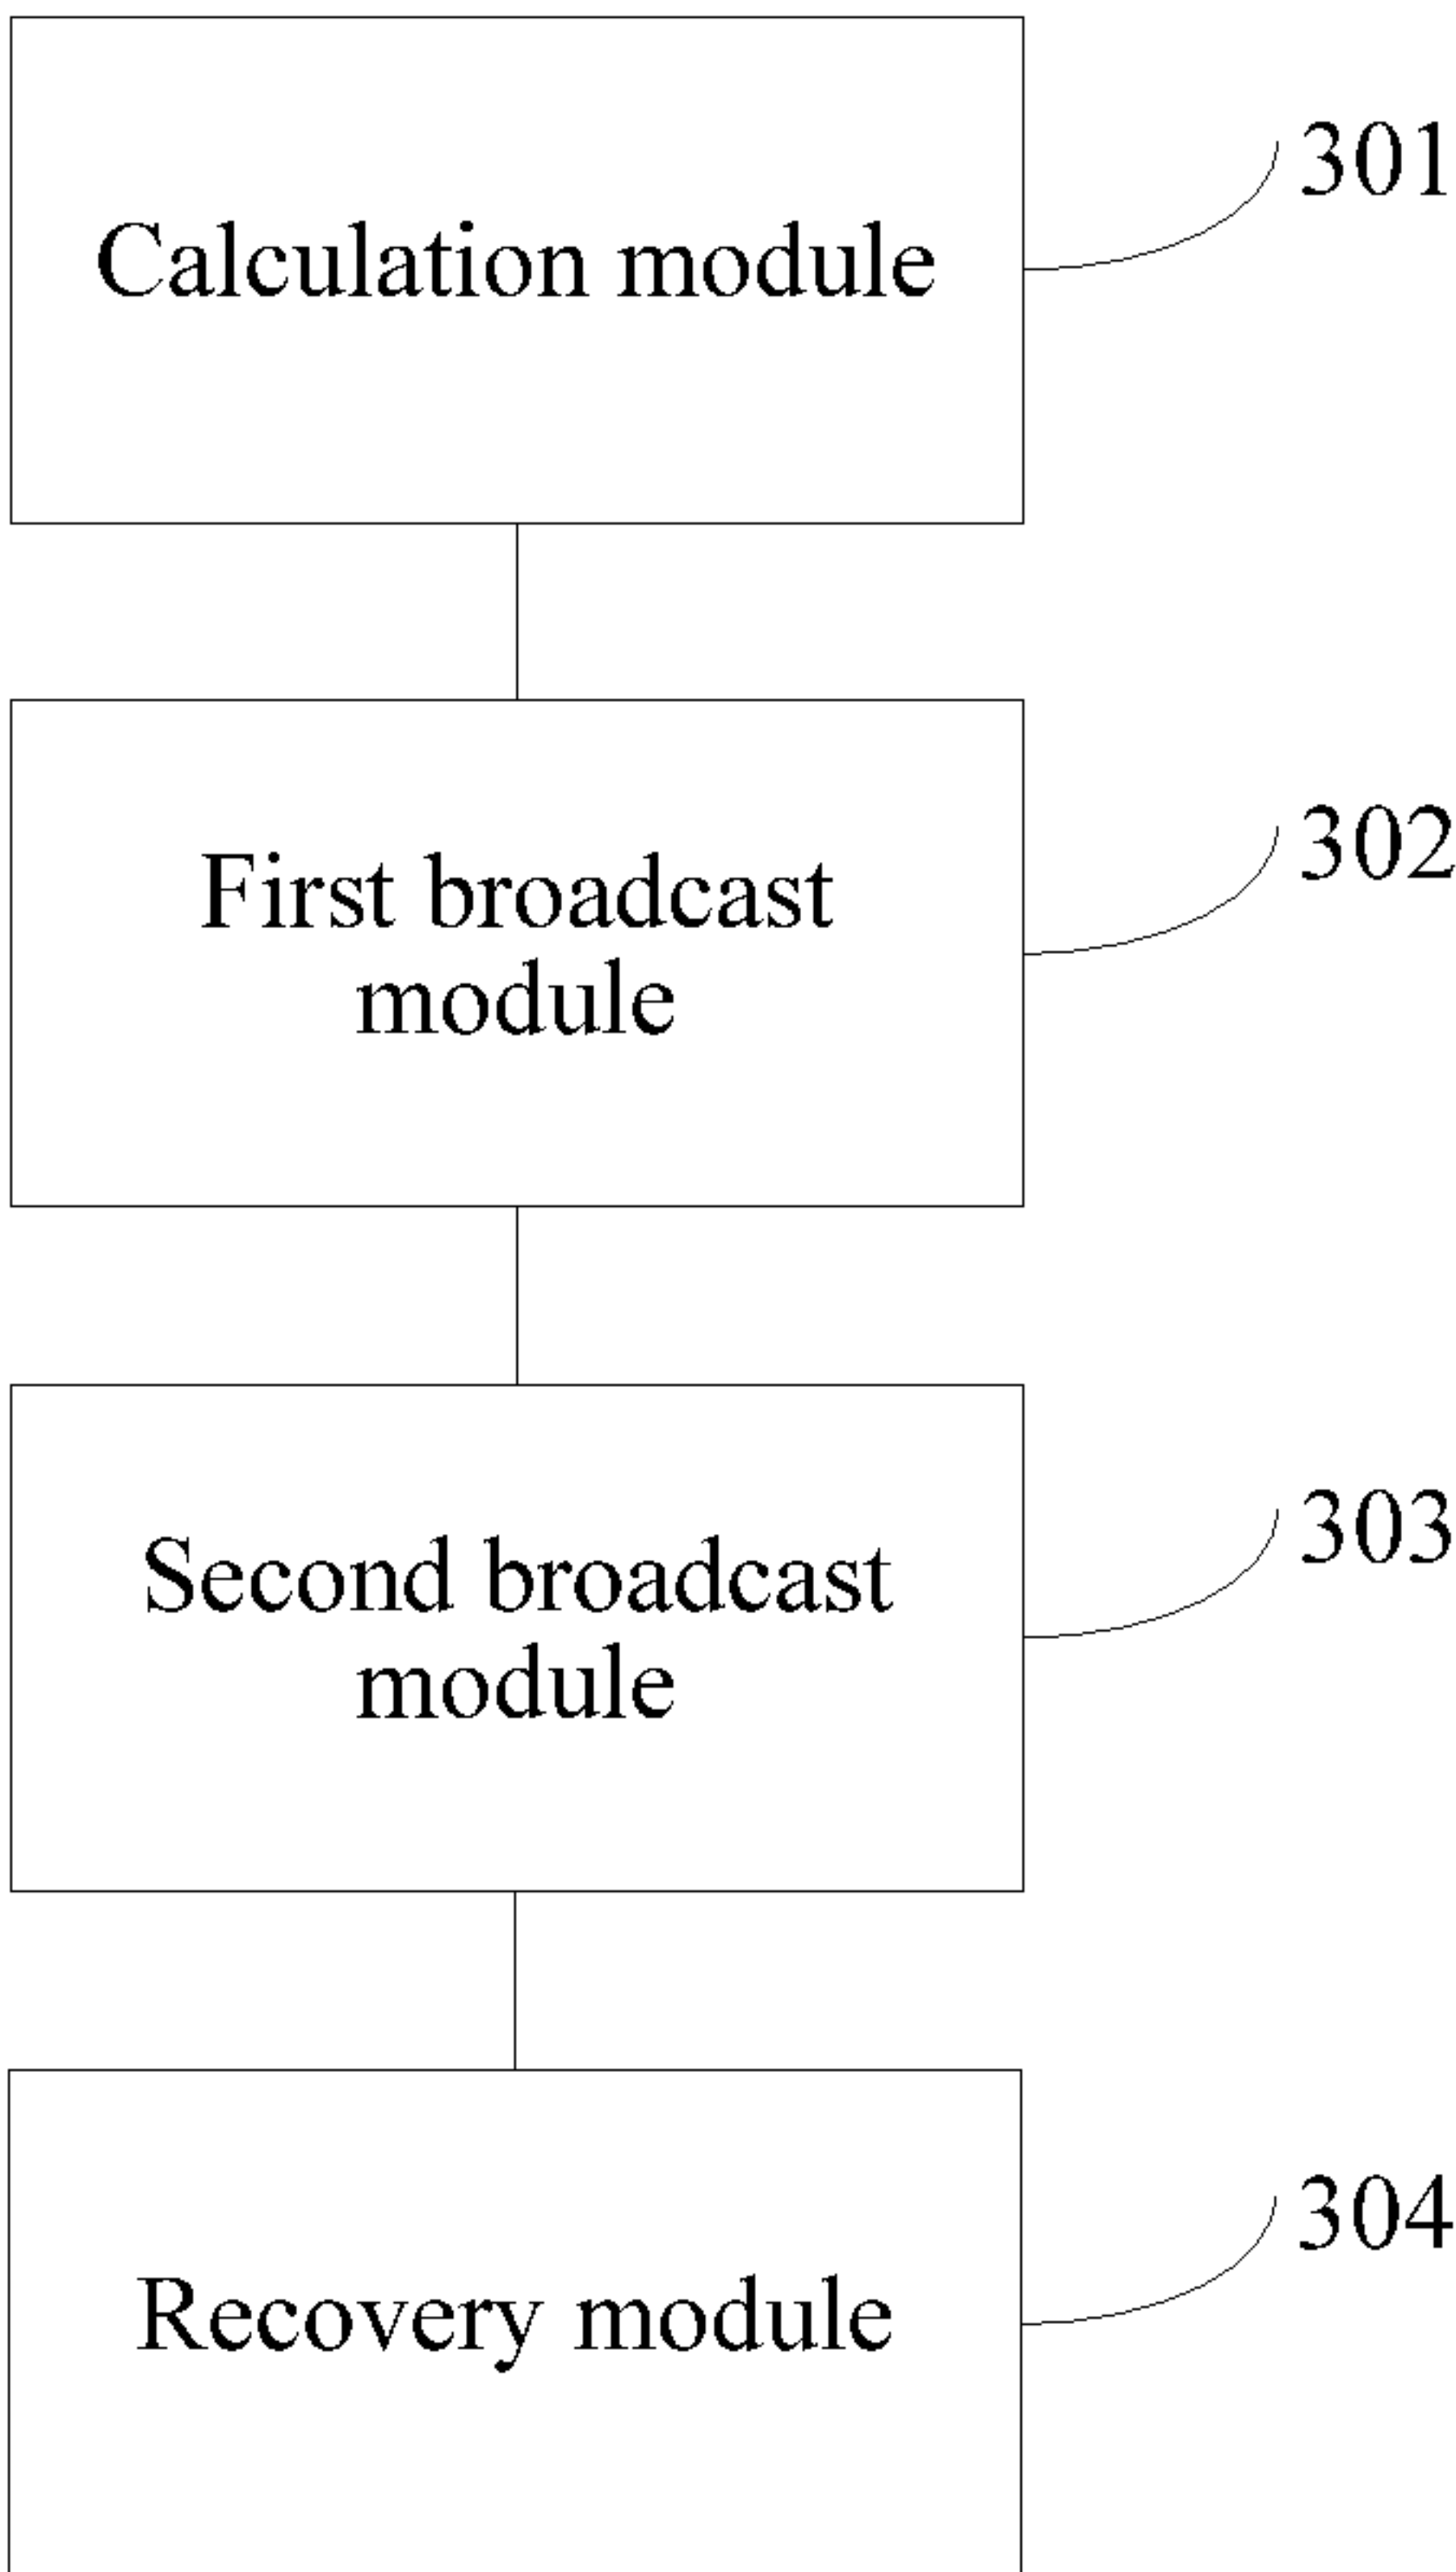 301
Calculation module
302
First broadcast
module
303
Second broadcast
module
304
Recovery module